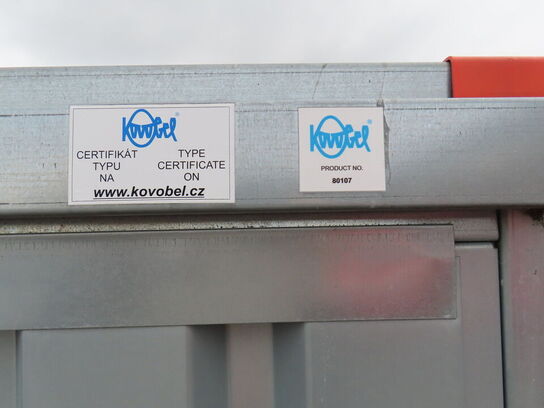 Kovobel®
CERTIFIKÁT TYPE
TYPU CERTIFICATE
NA ON
www.kovobel.cz
Kovobel®
PRODUCT NO.
80107